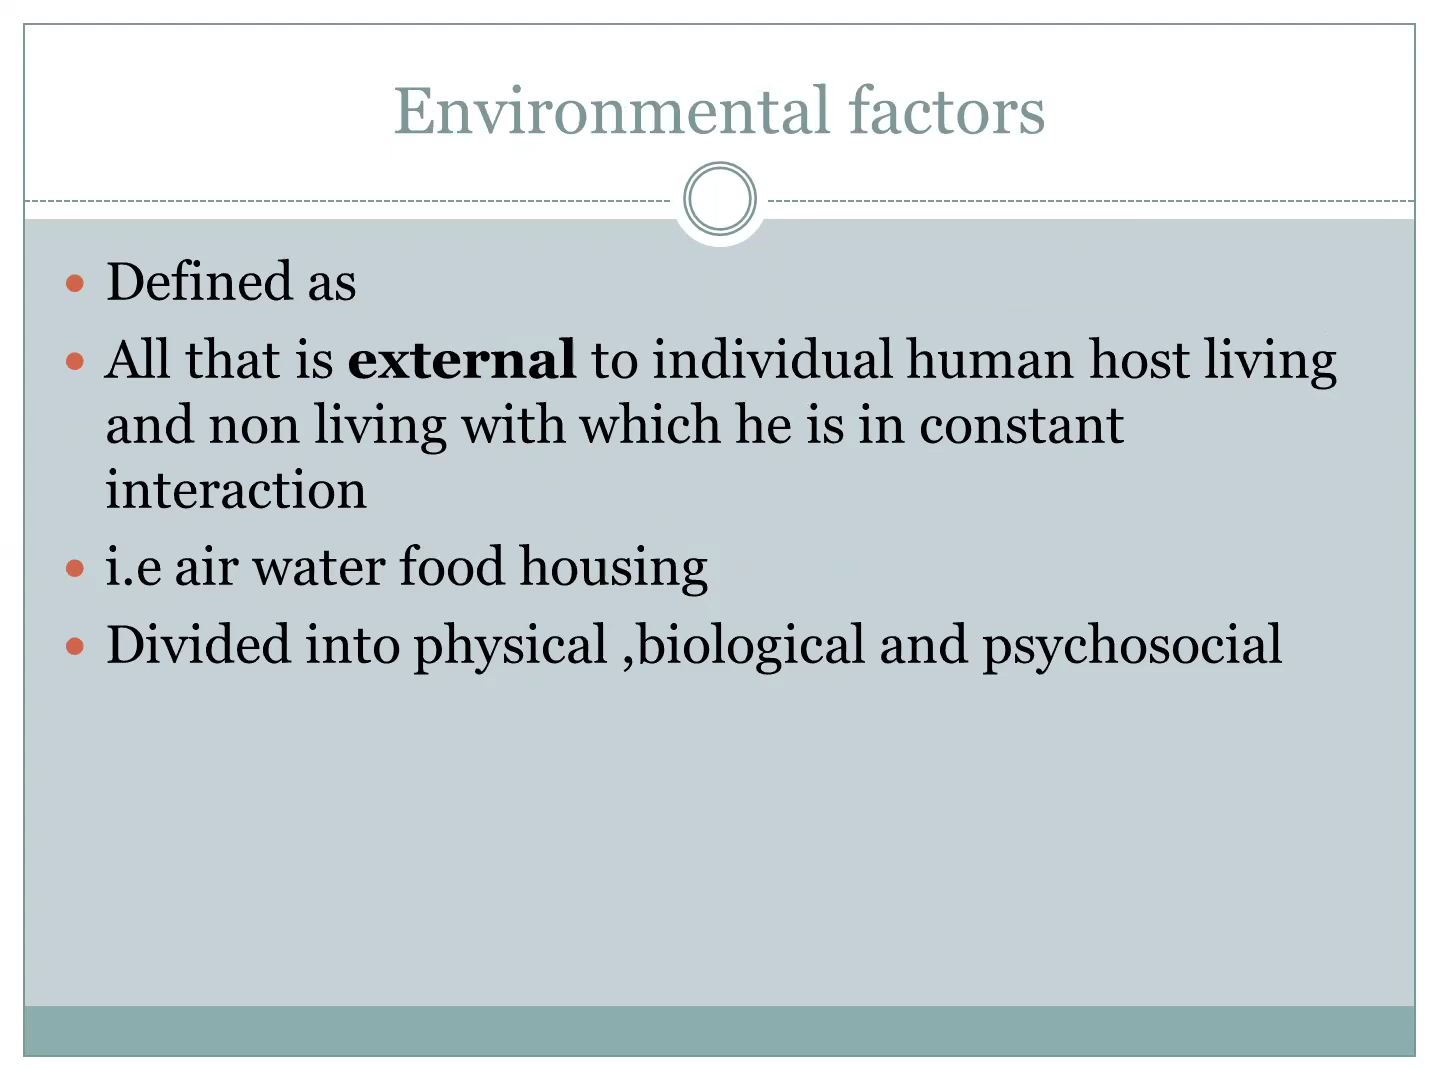 Environmental factors
Defined as
All that is external to individual human host living
and non living with which he is in constant
interaction
i.e air water food housing
Divided into physical ,biological and psychosocial